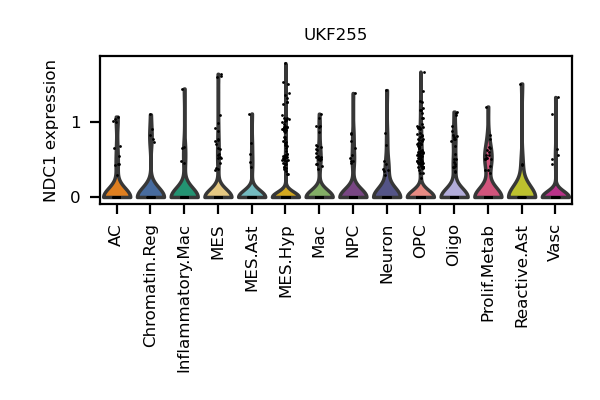 UKF255
NDC1 expression
1
0
AC
Chromatin.Reg
Inflammatory.Mac
MES
MES.Ast
MES.Hyp
Mac
NPC
Neuron
OPC
Oligo
Prolif.Metab
Reactive.Ast
Vasc